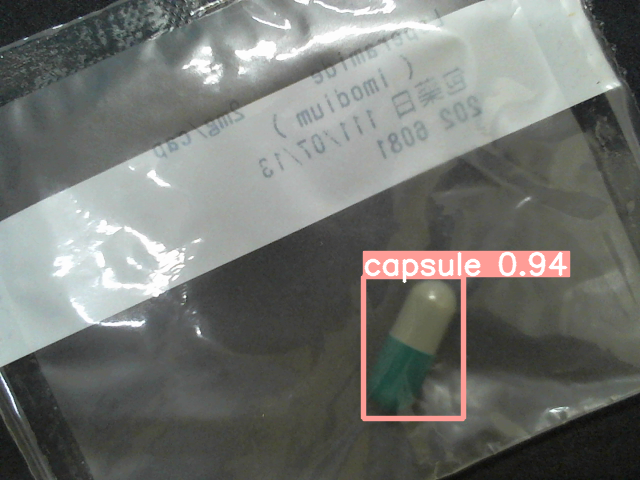 Loperamide 2mg/cap
( imodium )
包藥日 111/07/13
202 6081
capsule 0.94